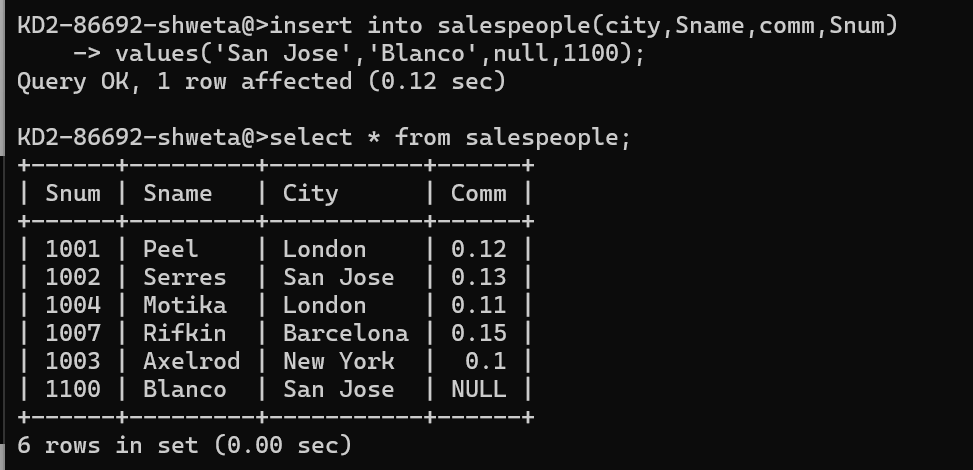 KD2-86692-shweta@>insert into salespeople(city,Sname,comm,Snum)
    -> values('San Jose','Blanco',null,1100);
Query OK, 1 row affected (0.12 sec)

KD2-86692-shweta@>select * from salespeople;
+------+---------+-----------+------+
| Snum | Sname   | City      | Comm |
+------+---------+-----------+------+
| 1001 | Peel    | London    | 0.12 |
| 1002 | Serres  | San Jose  | 0.13 |
| 1004 | Motika  | London    | 0.11 |
| 1007 | Rifkin  | Barcelona | 0.15 |
| 1003 | Axelrod | New York  |  0.1 |
| 1100 | Blanco  | San Jose  | NULL |
+------+---------+-----------+------+
6 rows in set (0.00 sec)